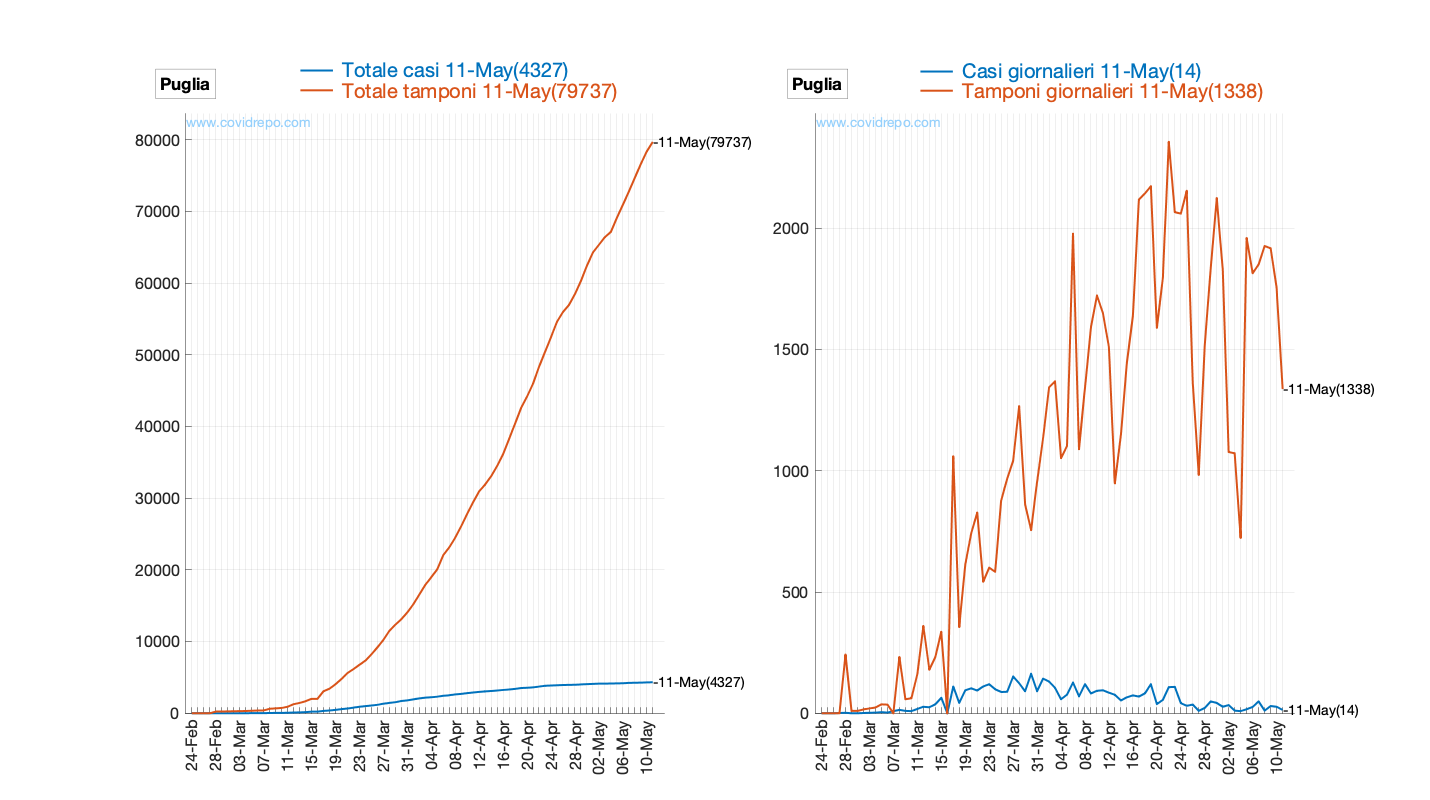 Puglia
Totale casi 11-May(4327)
Totale tamponi 11-May(79737)
www.covidrepo.com
80000
70000
60000
50000
40000
30000
20000
10000
0
11-May(79737)
11-May(4327)
24-Feb
28-Feb
03-Mar
07-Mar
11-Mar
15-Mar
19-Mar
23-Mar
27-Mar
31-Mar
04-Apr
08-Apr
12-Apr
16-Apr
20-Apr
24-Apr
28-Apr
02-May
06-May
10-May
Puglia
Casi giornalieri 11-May(14)
Tamponi giornalieri 11-May(1338)
www.covidrepo.com
2000
1500
1000
500
0
11-May(1338)
11-May(14)
24-Feb
28-Feb
03-Mar
07-Mar
11-Mar
15-Mar
19-Mar
23-Mar
27-Mar
31-Mar
04-Apr
08-Apr
12-Apr
16-Apr
20-Apr
24-Apr
28-Apr
02-May
06-May
10-May